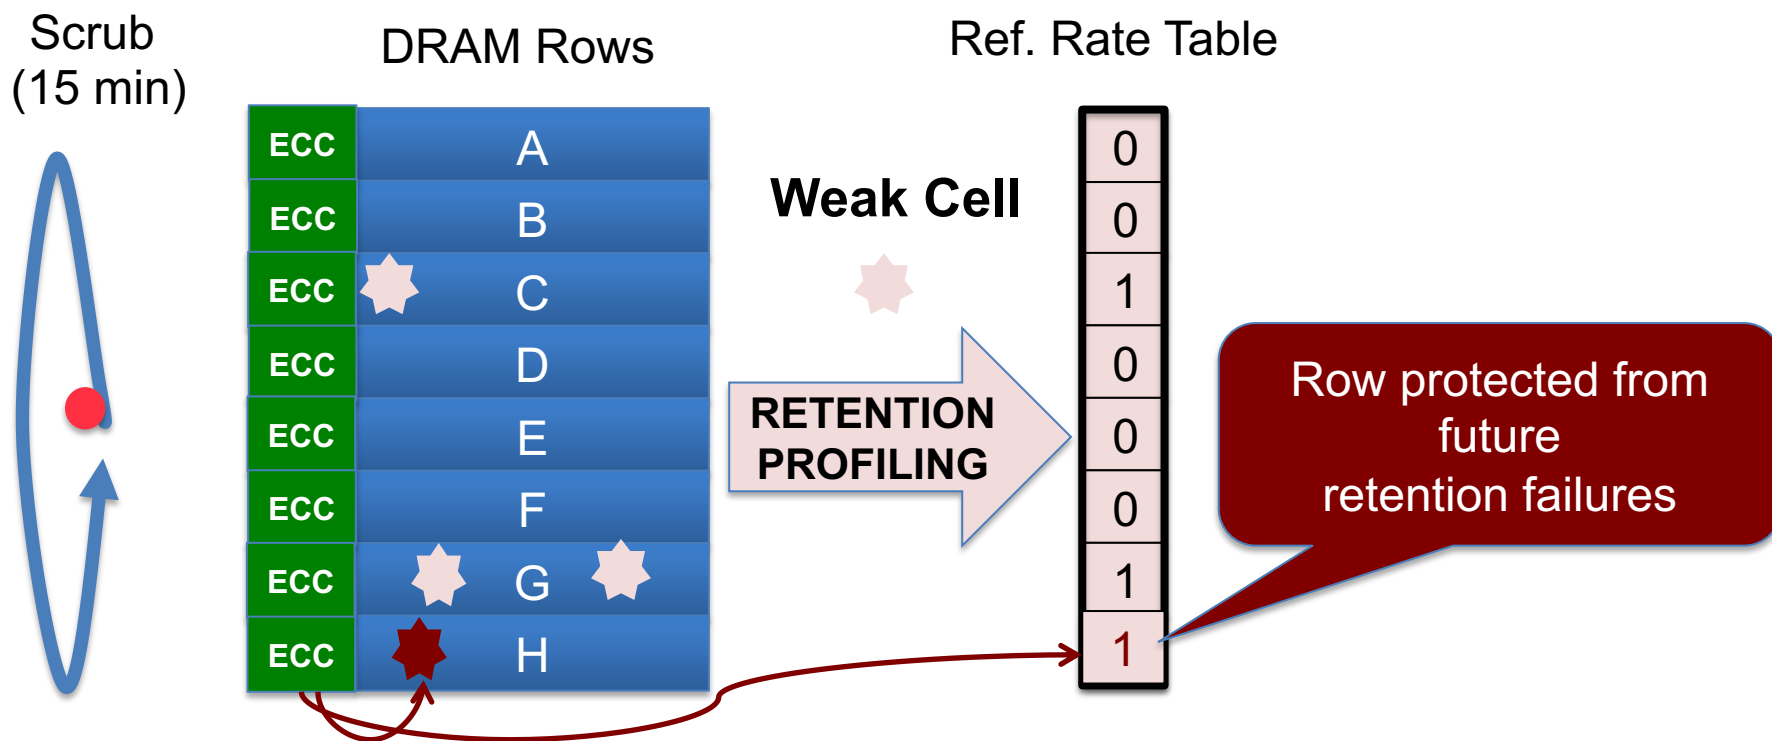 Scrub
(15 min)
DRAM Rows
Ref. Rate Table
ECC A 0
ECC B 0
Weak Cell
ECC C 1
ECC D 0
RETENTION
PROFILING
ECC E 0
ECC F 0
ECC G 1
ECC H 1
Row protected from
future
retention failures